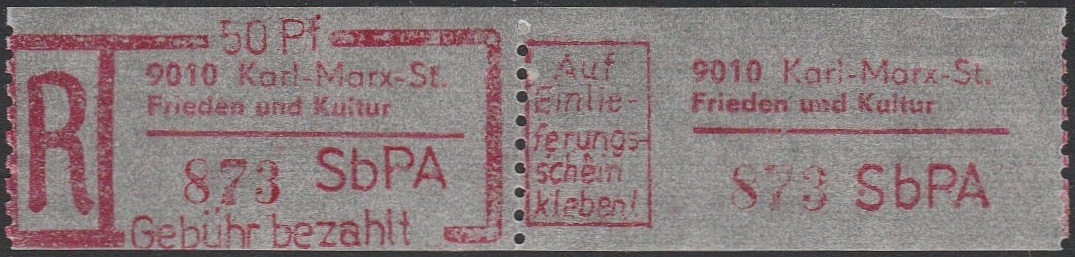 50 Pf
R
9010 Karl-Marx-St.
Frieden und Kultur
873 SbPA
Gebühr bezahlt
Auf
Einlie-
ferungs-
schein
kleben!
9010 Karl-Marx-St.
Frieden und Kultur
873 SbPA